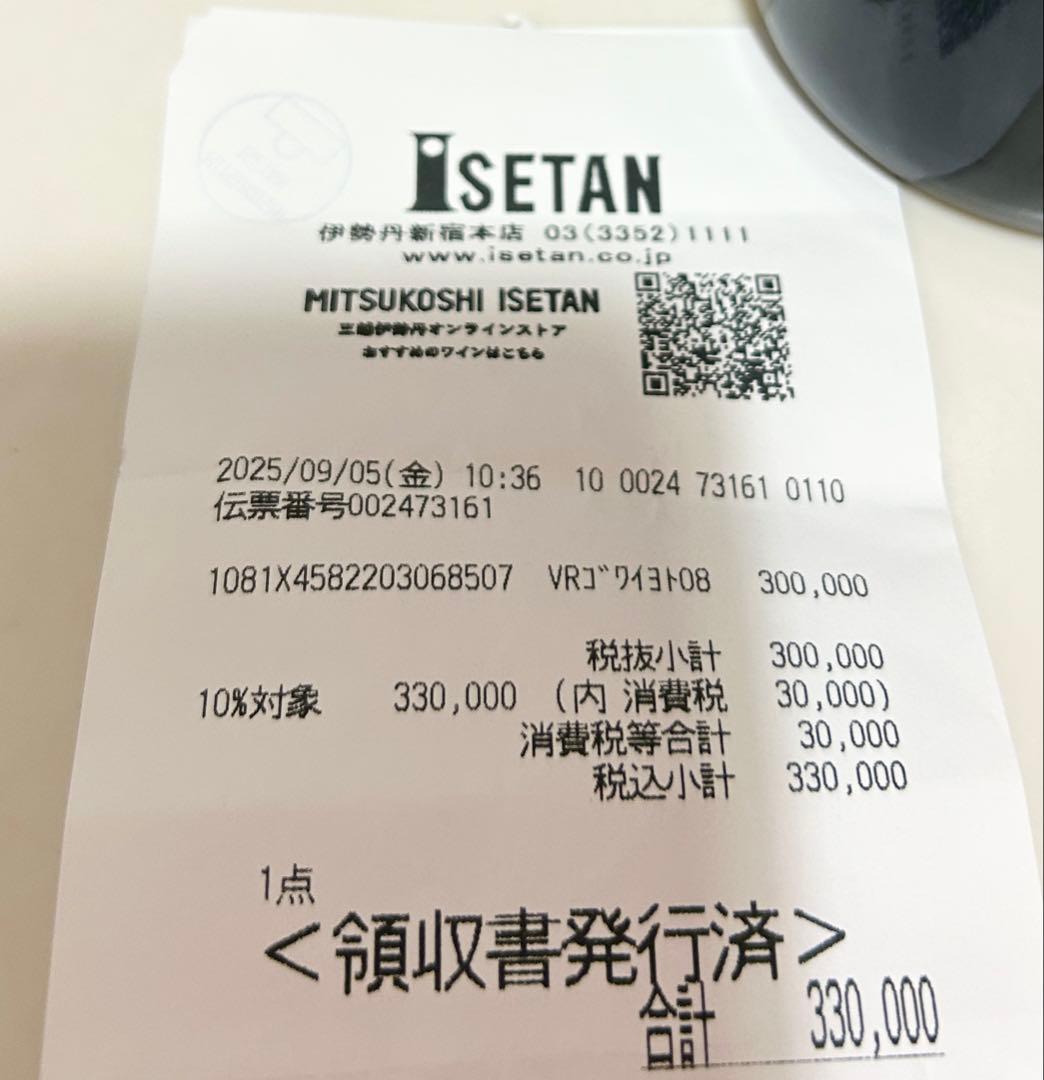 ISETAN
伊勢丹新宿本店 03(3352)1111
www.isetan.co.jp
MITSUKOSHI ISETAN
三越伊勢丹オンラインストア
おすすめのワインはこちら
2025/09/05(金) 10:36 10 0024 73161 0110
伝票番号002473161
1081X4582203068507 VRｺﾞﾜｲﾖﾄ08 300,000
税抜小計 300,000
10%対象 330,000 (内 消費税 30,000)
消費税等合計 30,000
税込小計 330,000
1点
＜領収書発行済＞
合計 330,000